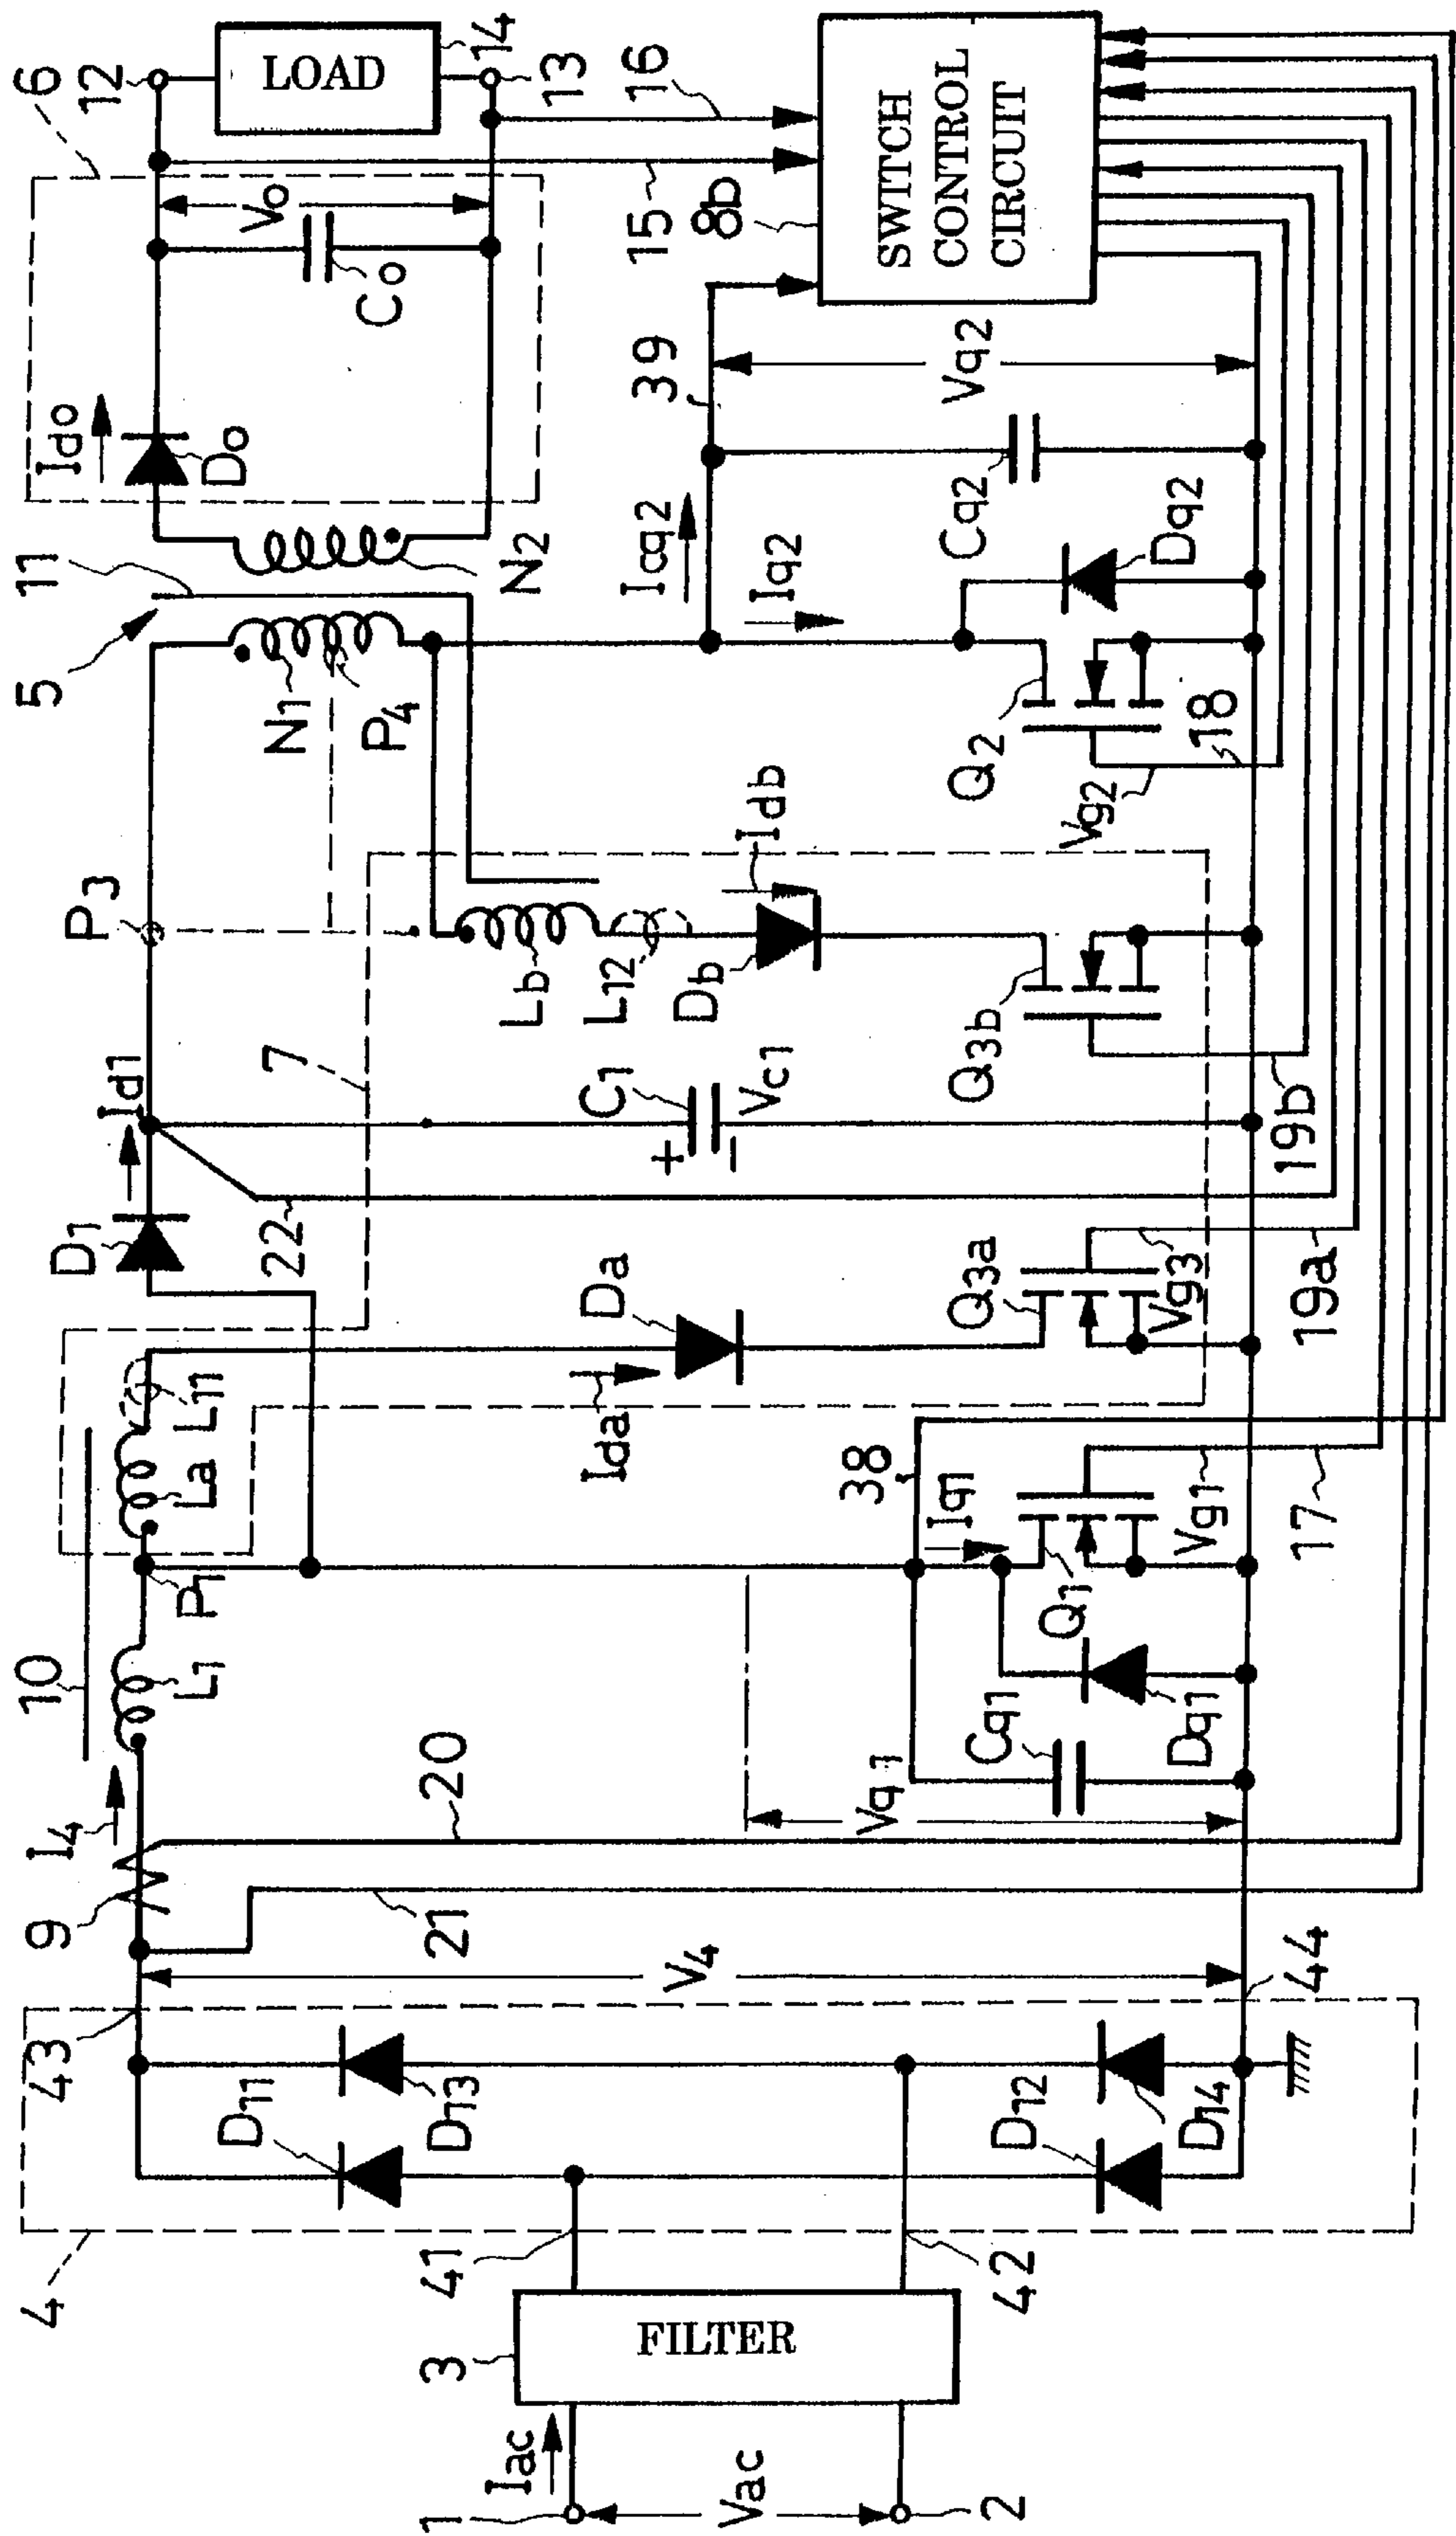 6
12
LOAD
14
13
16
15
8b
SWITCH
CONTROL
CIRCUIT
Vo
Co
Ido
Do
N2
11
5
N1
P4
P3
39
Vq2
Icq2
Iq2
Cq2
Dq2
Q2
18
Vg2
Idb
Lb
L12
Db
Q3b
19b
7
C1
+
−
Vc1
Id1
D1
22
Da
Ida
Q3a
Vg3
19a
L11
La
10
P1
L1
38
Iq1
Q1
Vg1
17
Cq1
Dq1
Vq1
I4
20
9
21
V4
44
43
D11
D13
D12
D14
4
41
42
3
FILTER
Iac
1
Vac
2